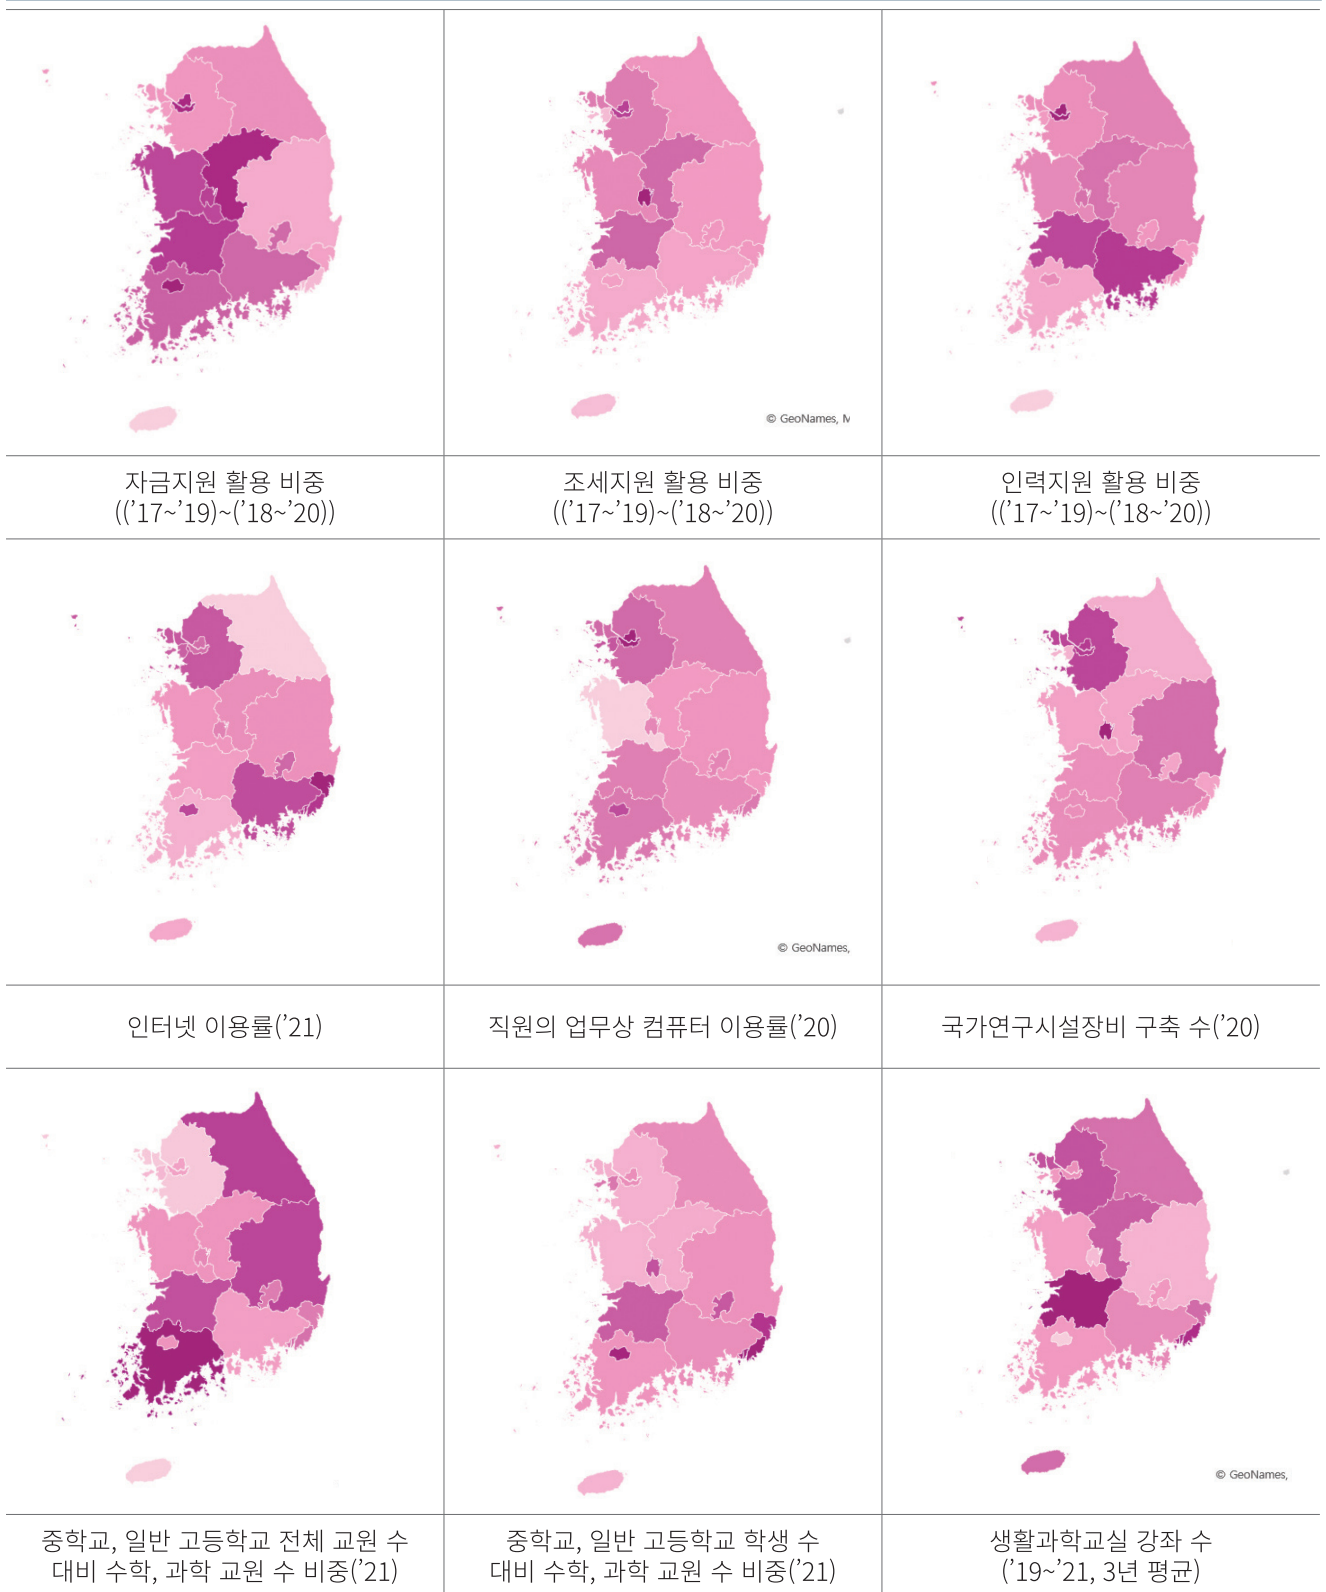 © GeoNames, M
자금지원 활용 비중
((’17~’19)~(’18~’20))
조세지원 활용 비중
((’17~’19)~(’18~’20))
인력지원 활용 비중
((’17~’19)~(’18~’20))
© GeoNames,
인터넷 이용률(’21)
직원의 업무상 컴퓨터 이용률(’20)
국가연구시설장비 구축 수(’20)
© GeoNames,
중학교, 일반 고등학교 전체 교원 수
대비 수학, 과학 교원 수 비중(’21)
중학교, 일반 고등학교 학생 수
대비 수학, 과학 교원 수 비중(’21)
생활과학교실 강좌 수
(’19~’21, 3년 평균)